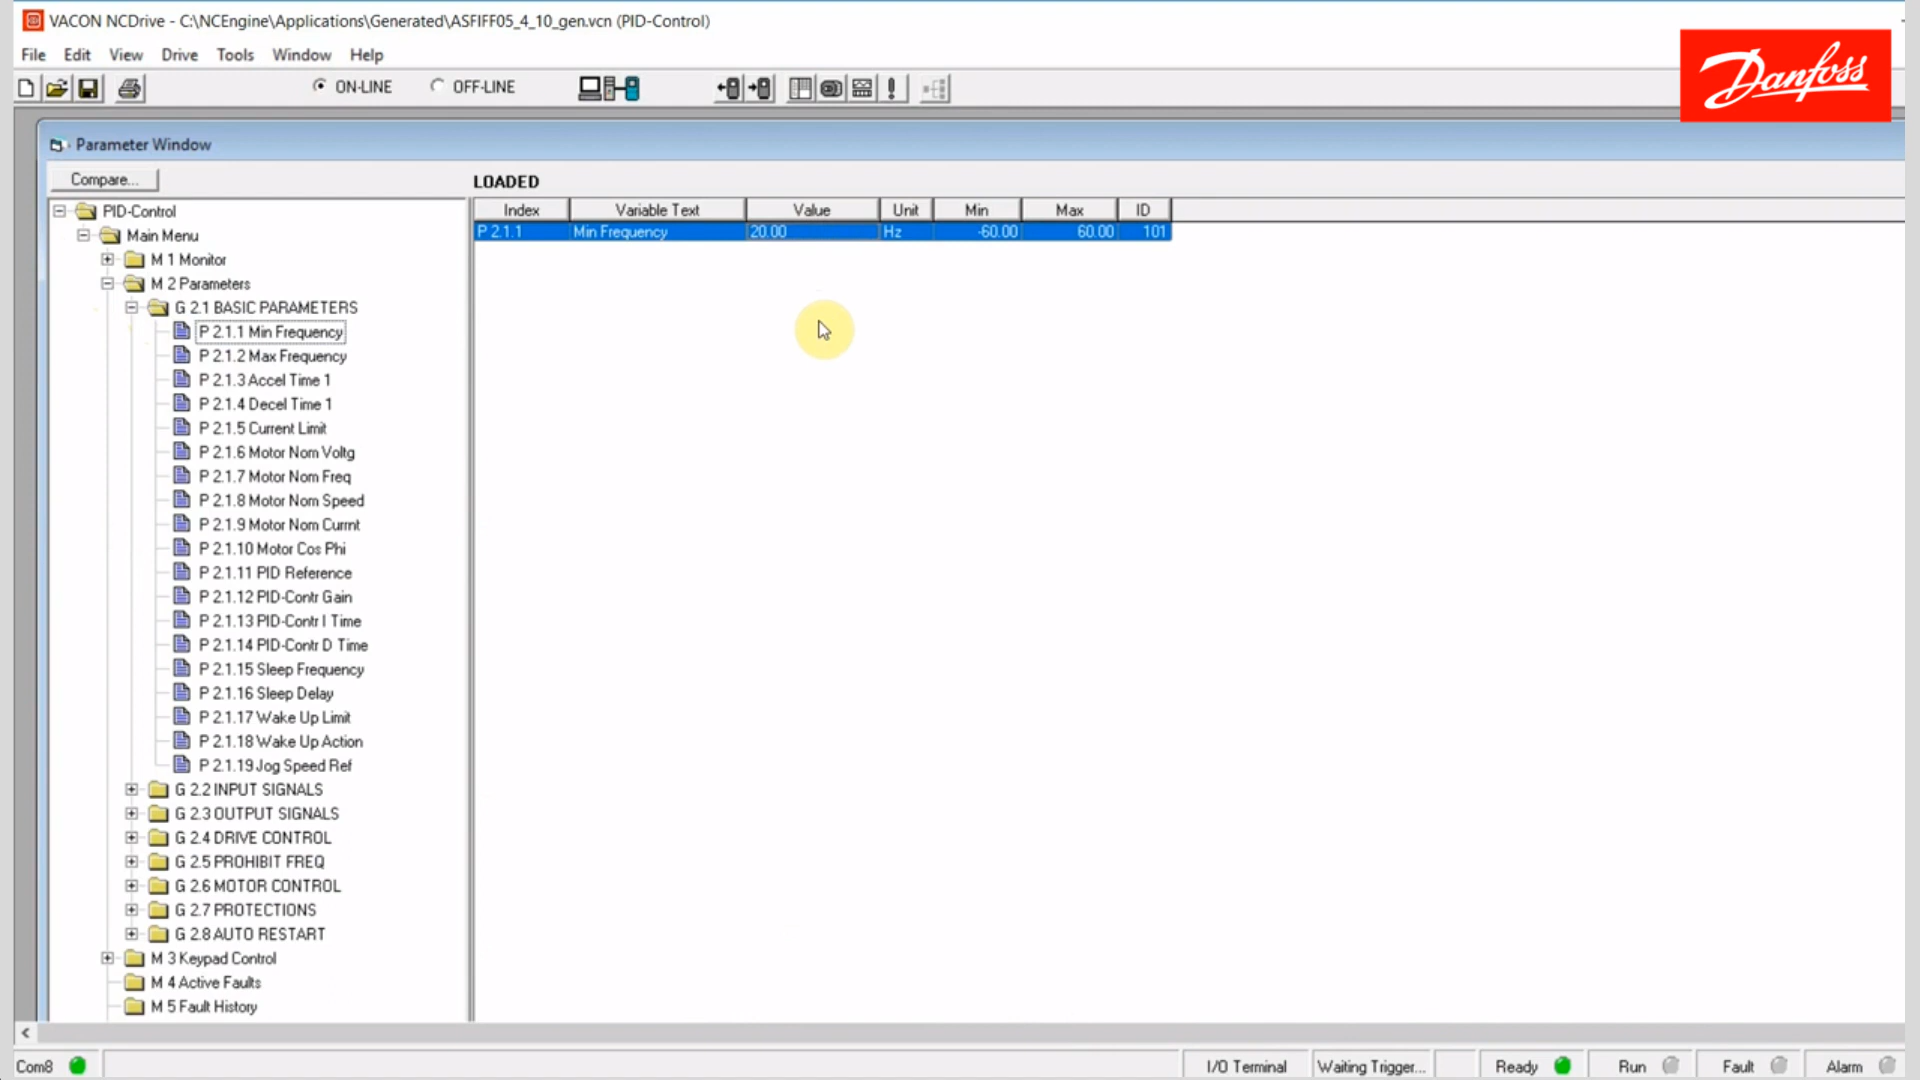 VACON NCDrive - C:\NCEngine\Applications\Generated\ASFIFF05_4_10_gen.vcn (PID-Control)
File Edit View Drive Tools Window Help
ON-LINE OFF-LINE
Danfoss
Parameter Window
Compare...
LOADED
Index Variable Text Value Unit Min Max ID
P 2.1.1 Min Frequency 20.00 Hz -60.00 60.00 101
PID-Control
Main Menu
M 1 Monitor
M 2 Parameters
G 2.1 BASIC PARAMETERS
P 2.1.1 Min Frequency
P 2.1.2 Max Frequency
P 2.1.3 Accel Time 1
P 2.1.4 Decel Time 1
P 2.1.5 Current Limit
P 2.1.6 Motor Nom Voltg
P 2.1.7 Motor Nom Freq
P 2.1.8 Motor Nom Speed
P 2.1.9 Motor Nom Currnt
P 2.1.10 Motor Cos Phi
P 2.1.11 PID Reference
P 2.1.12 PID-Contr Gain
P 2.1.13 PID-Contr I Time
P 2.1.14 PID-Contr D Time
P 2.1.15 Sleep Frequency
P 2.1.16 Sleep Delay
P 2.1.17 Wake Up Limit
P 2.1.18 Wake Up Action
P 2.1.19 Jog Speed Ref
G 2.2 INPUT SIGNALS
G 2.3 OUTPUT SIGNALS
G 2.4 DRIVE CONTROL
G 2.5 PROHIBIT FREQ
G 2.6 MOTOR CONTROL
G 2.7 PROTECTIONS
G 2.8 AUTO RESTART
M 3 Keypad Control
M 4 Active Faults
M 5 Fault History
Com8 I/O Terminal Waiting Trigger... Ready Run Fault Alarm